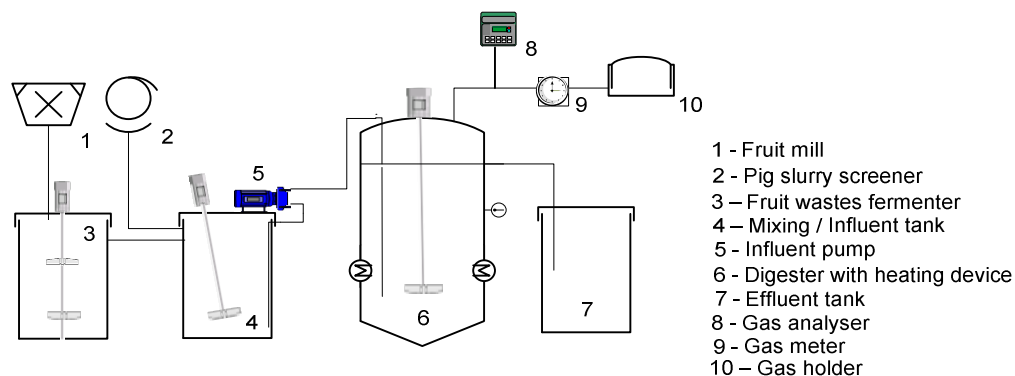 8
9
10
1
2
5
3
4
6
7
1 - Fruit mill
2 - Pig slurry screener
3 – Fruit wastes fermenter
4 – Mixing / Influent tank
5 - Influent pump
6 - Digester with heating device
7 - Effluent tank
8 - Gas analyser
9 - Gas meter
10 – Gas holder